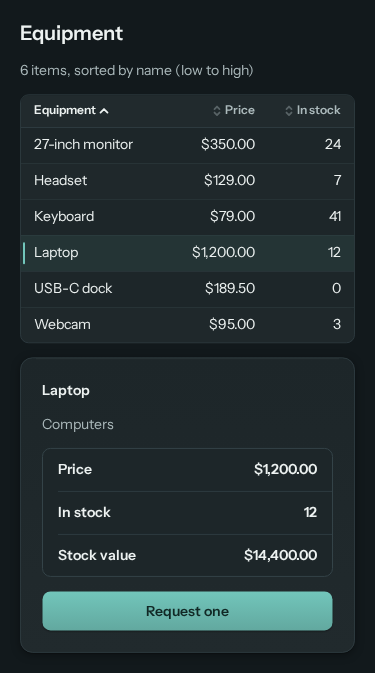 Equipment
6 items, sorted by name (low to high)
Equipment Price In stock
27-inch monitor $350.00 24
Headset $129.00 7
Keyboard $79.00 41
Laptop $1,200.00 12
USB-C dock $189.50 0
Webcam $95.00 3
Laptop
Computers
Price $1,200.00
In stock 12
Stock value $14,400.00
Request one